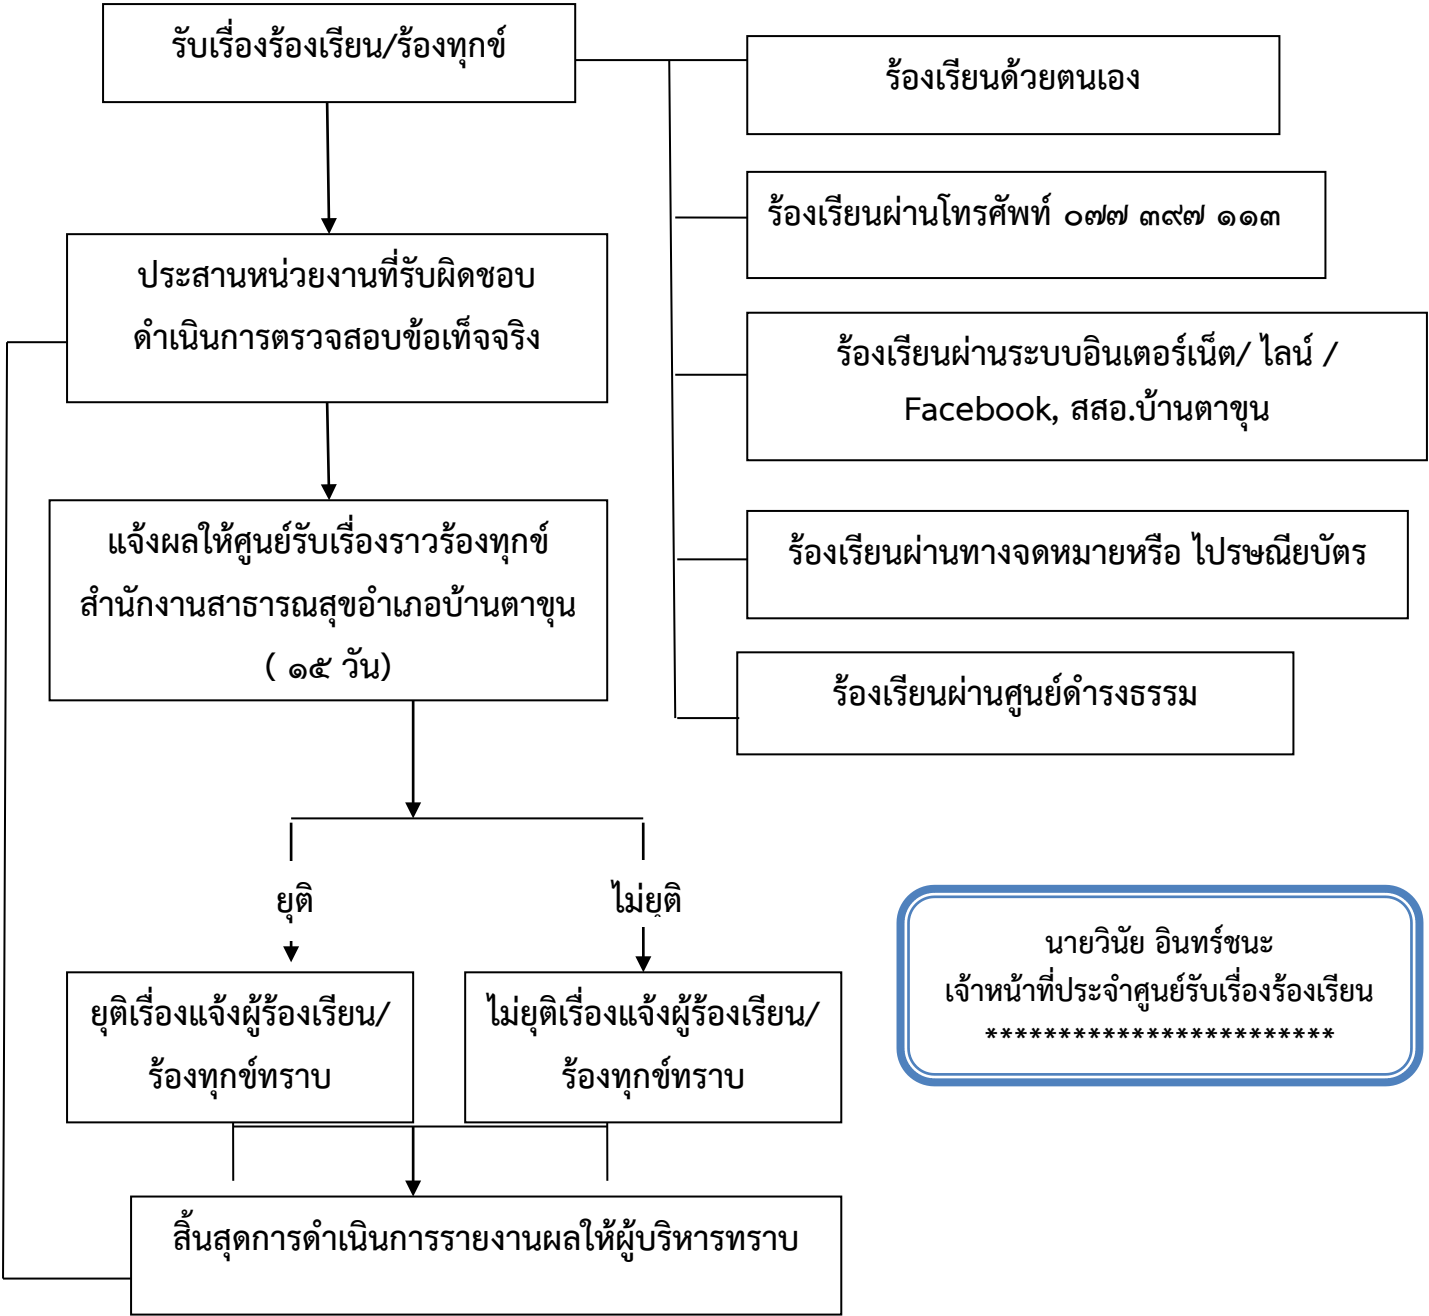 รับเรื่องร้องเรียน/ร้องทุกข์
ร้องเรียนด้วยตนเอง
ร้องเรียนผ่านโทรศัพท์ ๐๗๗ ๓๙๗ ๑๑๓
ประสานหน่วยงานที่รับผิดชอบ
ดำเนินการตรวจสอบข้อเท็จจริง
ร้องเรียนผ่านระบบอินเตอร์เน็ต/ ไลน์ /
Facebook, สสอ.บ้านตาขุน
แจ้งผลให้ศูนย์รับเรื่องราวร้องทุกข์
สำนักงานสาธารณสุขอำเภอบ้านตาขุน
( ๑๕ วัน)
ร้องเรียนผ่านทางจดหมายหรือ ไปรษณียบัตร
ร้องเรียนผ่านศูนย์ดำรงธรรม
ยุติ
ไม่ยุติ
ยุติเรื่องแจ้งผู้ร้องเรียน/
ร้องทุกข์ทราบ
ไม่ยุติเรื่องแจ้งผู้ร้องเรียน/
ร้องทุกข์ทราบ
นายวินัย อินทร์ชนะ
เจ้าหน้าที่ประจำศูนย์รับเรื่องร้องเรียน
************************
สิ้นสุดการดำเนินการรายงานผลให้ผู้บริหารทราบ